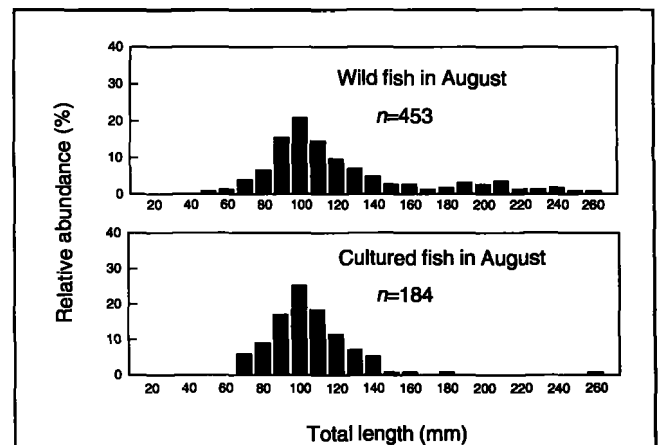 Relative abundance (%)
40
30
20
10
0
Wild fish in August
n=453
20 40 60 80 100 120 140 160 180 200 220 240 260
40
30
20
10
0
Cultured fish in August
n=184
20 40 60 80 100 120 140 160 180 200 220 240 260
Total length (mm)